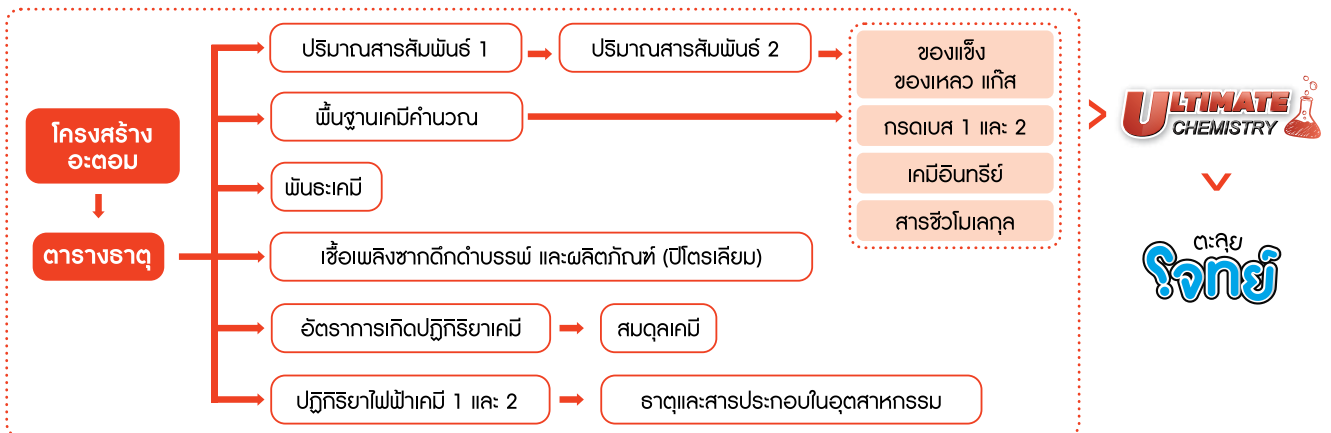 โครงสร้าง
อะตอม
ตารางธาตุ
ปริมาณสารสัมพันธ์ 1
ปริมาณสารสัมพันธ์ 2
พื้นฐานเคมีคำนวณ
พันธะเคมี
เชื้อเพลิงซากดึกดำบรรพ์ และผลิตภัณฑ์ (ปิโตรเลียม)
อัตราการเกิดปฏิกิริยาเคมี
สมดุลเคมี
ปฏิกิริยาไฟฟ้าเคมี 1 และ 2
ธาตุและสารประกอบในอุตสาหกรรม
ของแข็ง
ของเหลว แก๊ส
กรดเบส 1 และ 2
เคมีอินทรีย์
สารชีวโมเลกุล
ULTIMATE
CHEMISTRY
ตะลุย
โจทย์